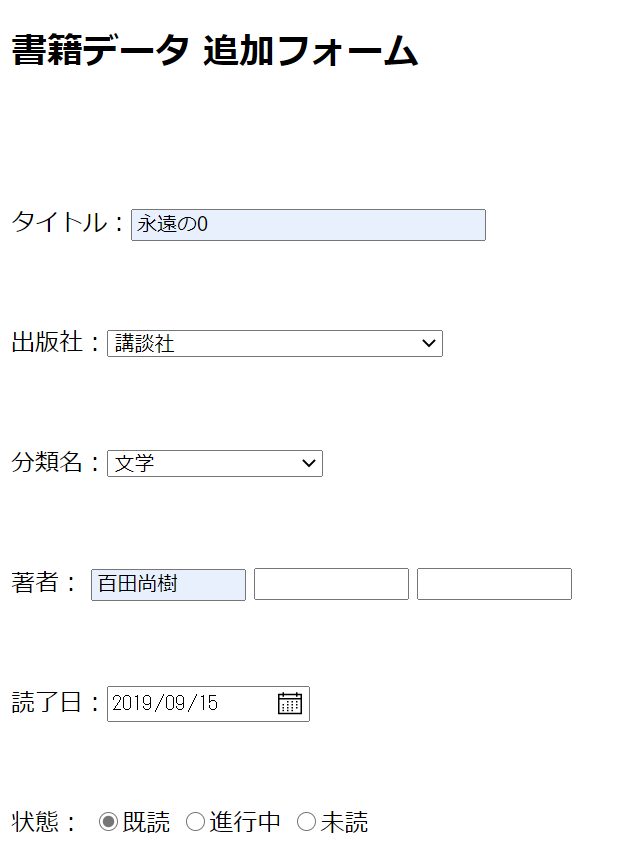 書籍データ 追加フォーム
タイトル：永遠の0
出版社：講談社
分類名：文学
著者：百田尚樹
読了日：2019/09/15
状態：既読 進行中 未読